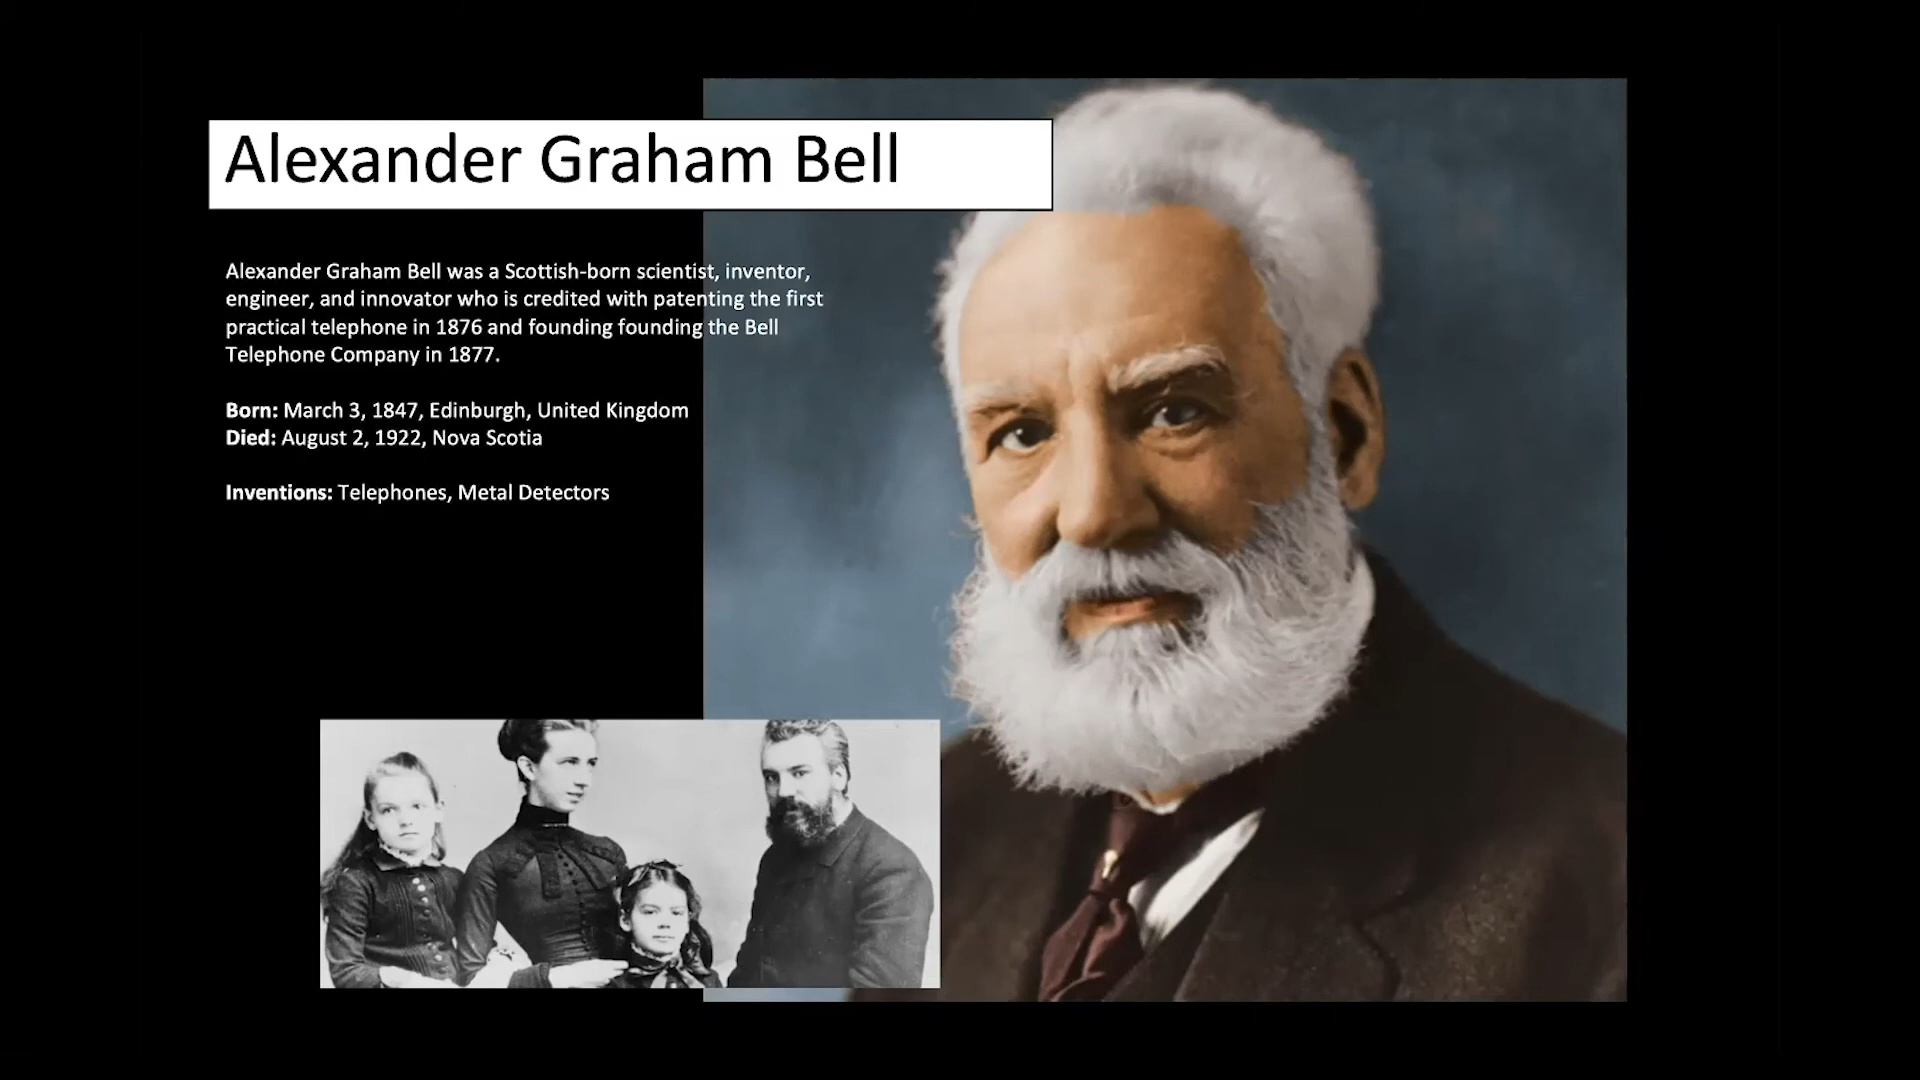 Alexander Graham Bell
Alexander Graham Bell was a Scottish-born scientist, inventor,
engineer, and innovator who is credited with patenting the first
practical telephone in 1876 and founding founding the Bell
Telephone Company in 1877.
Born: March 3, 1847, Edinburgh, United Kingdom
Died: August 2, 1922, Nova Scotia
Inventions: Telephones, Metal Detectors